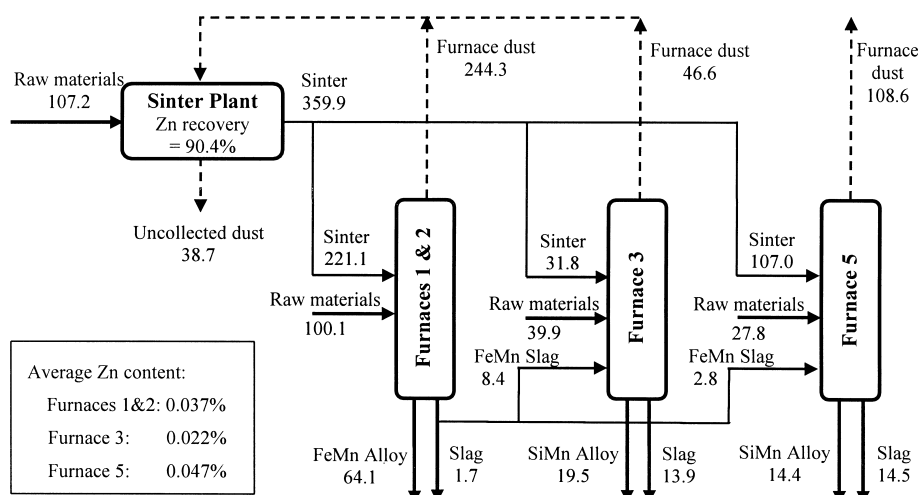 Furnace dust
244.3
Furnace dust
46.6
Furnace
dust
108.6
Raw materials
107.2
Sinter Plant
Zn recovery
= 90.4%
Sinter
359.9
Uncollected dust
38.7
Sinter
221.1
Raw materials
100.1
Furnaces 1 & 2
Sinter
31.8
Raw materials
39.9
FeMn Slag
8.4
Furnace 3
Sinter
107.0
Raw materials
27.8
FeMn Slag
2.8
Furnace 5
Average Zn content:
Furnaces 1&2: 0.037%
Furnace 3: 0.022%
Furnace 5: 0.047%
FeMn Alloy
64.1
Slag
1.7
SiMn Alloy
19.5
Slag
13.9
SiMn Alloy
14.4
Slag
14.5